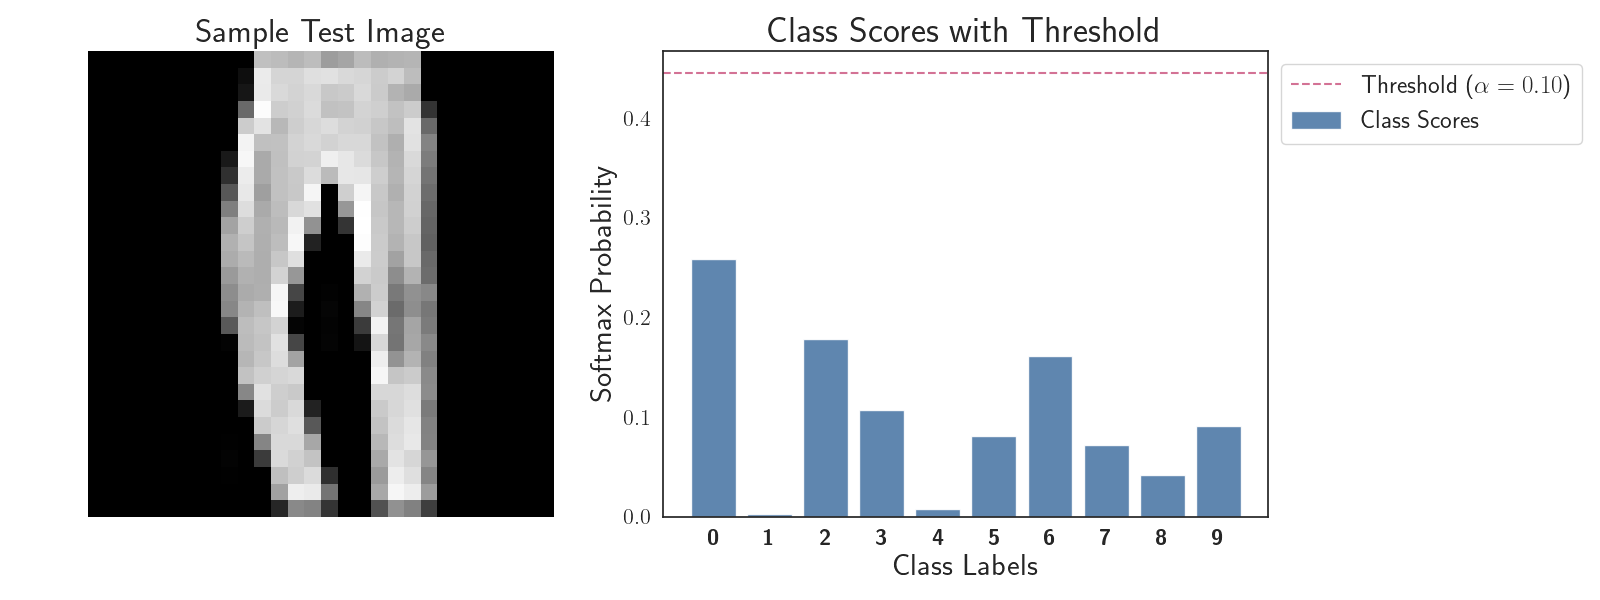 Sample Test Image
Class Scores with Threshold
Threshold (α = 0.10)
Class Scores
Softmax Probability
0.4
0.3
0.2
0.1
0.0
0 1 2 3 4 5 6 7 8 9
Class Labels